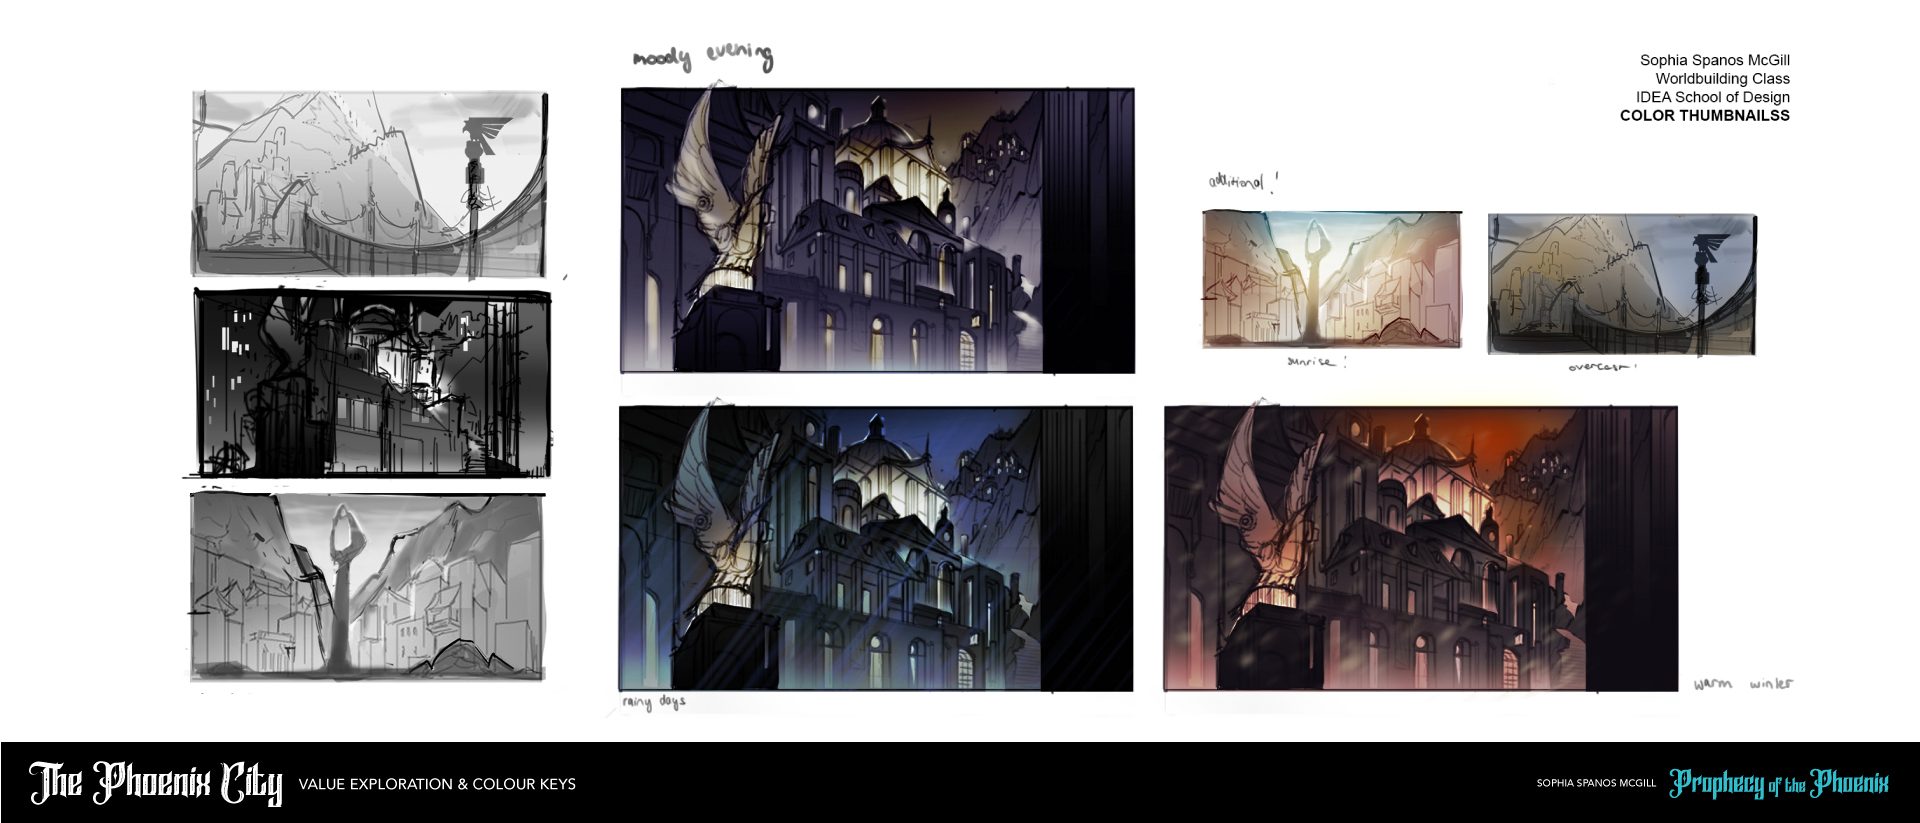 moody evening
Sophia Spanos McGill
Worldbuilding Class
IDEA School of Design
COLOR THUMBNAILSS
additional!
sunrise!
overcast!
rainy days
warm winter
The Phoenix City
VALUE EXPLORATION & COLOUR KEYS
SOPHIA SPANOS MCGILL
Prophecy of the Phoenix